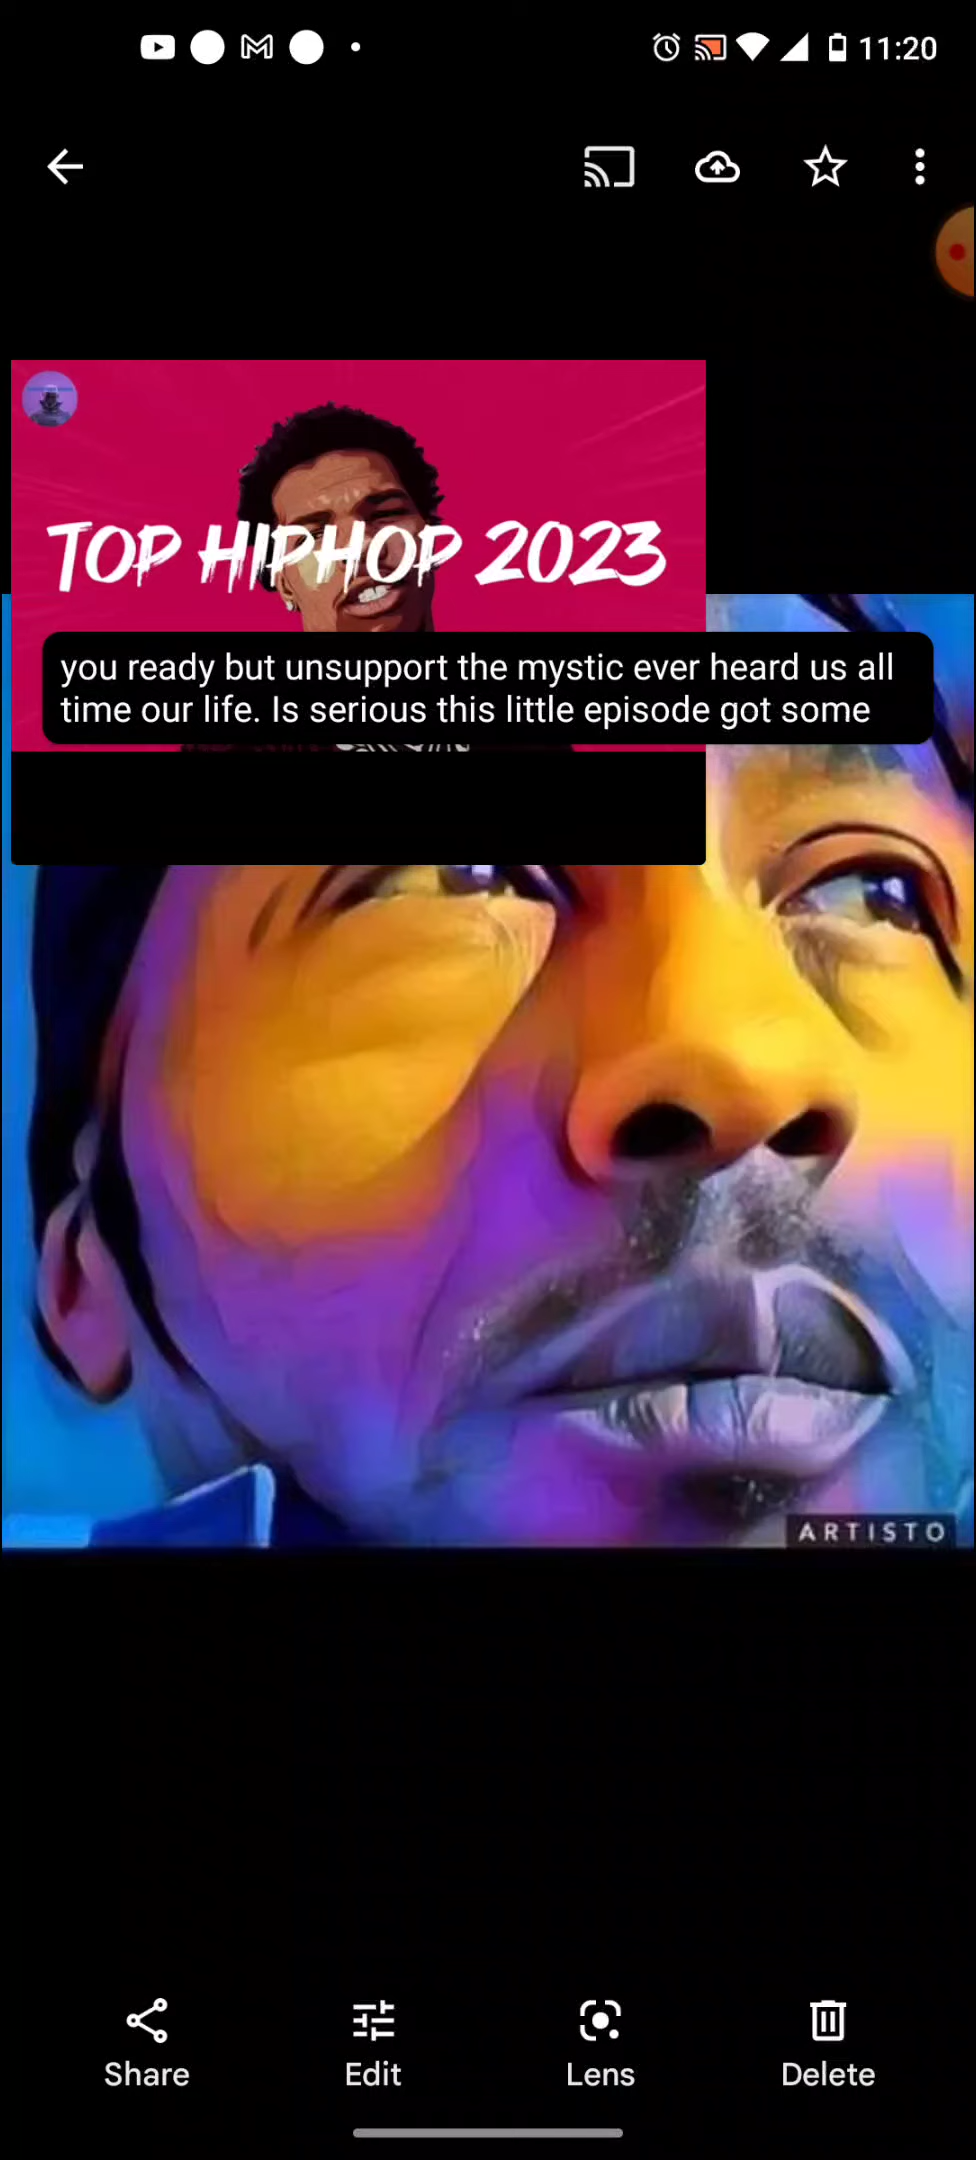 11:20
TOP HIPHOP 2023
you ready but unsupport the mystic ever heard us all
time our life. Is serious this little episode got some
ARTISTO
Share
Edit
Lens
Delete